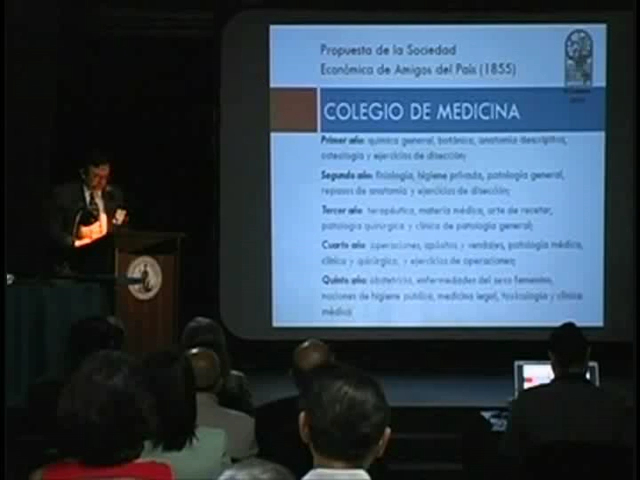 Propuesta de la Sociedad
Económica de Amigos del País (1855)
COLEGIO DE MEDICINA
Primer año: química general, botánica, anatomía descriptiva,
osteología y ejercicios de disección;
Segundo año: fisiología, higiene privada, patología general,
repasos de anatomía y ejercicios de disección;
Tercer año: terapéutica, materia médica, arte de recetar,
patología quirúrgica y clínica de patología general;
Cuarto año: operaciones, apósitos y vendajes, patología médica,
clínica y quirúrgica, y ejercicios de operaciones;
Quinto año: obstetricia, enfermedades del sexo femenino,
nociones de higiene pública, medicina legal, toxicología y clínica
médica